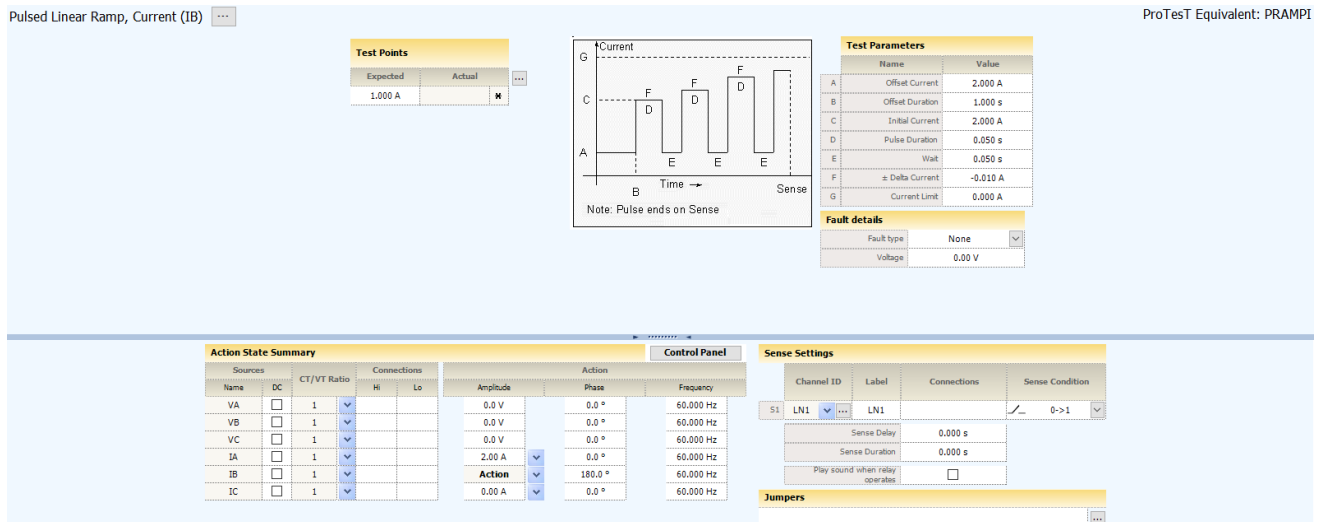 Pulsed Linear Ramp, Current (IB) ...
ProTesT Equivalent: PRAMPI
Test Points
Expected Actual ...
1.000 A
Current
G
C
A
F D
F D
F D
E E E
B Time Sense
Note: Pulse ends on Sense
Test Parameters
Name Value
A Offset Current 2.000 A
B Offset Duration 1.000 s
C Initial Current 2.000 A
D Pulse Duration 0.050 s
E Wait 0.050 s
F ± Delta Current -0.010 A
G Current Limit 0.000 A
Fault details
Fault type None
Voltage 0.00 V
Action State Summary Control Panel
Sources CT/VT Ratio Connections Action
Name DC Hi Lo Amplitude Phase Frequency
VA 1 0.0 V 0.0 ° 60.000 Hz
VB 1 0.0 V 0.0 ° 60.000 Hz
VC 1 0.0 V 0.0 ° 60.000 Hz
IA 1 2.00 A 0.0 ° 60.000 Hz
IB 1 Action 180.0 ° 60.000 Hz
IC 1 0.00 A 0.0 ° 60.000 Hz
Sense Settings
Channel ID Label Connections Sense Condition
S1 LN1 ... LN1 0->1
Sense Delay 0.000 s
Sense Duration 0.000 s
Play sound when relay
operates
Jumpers
...